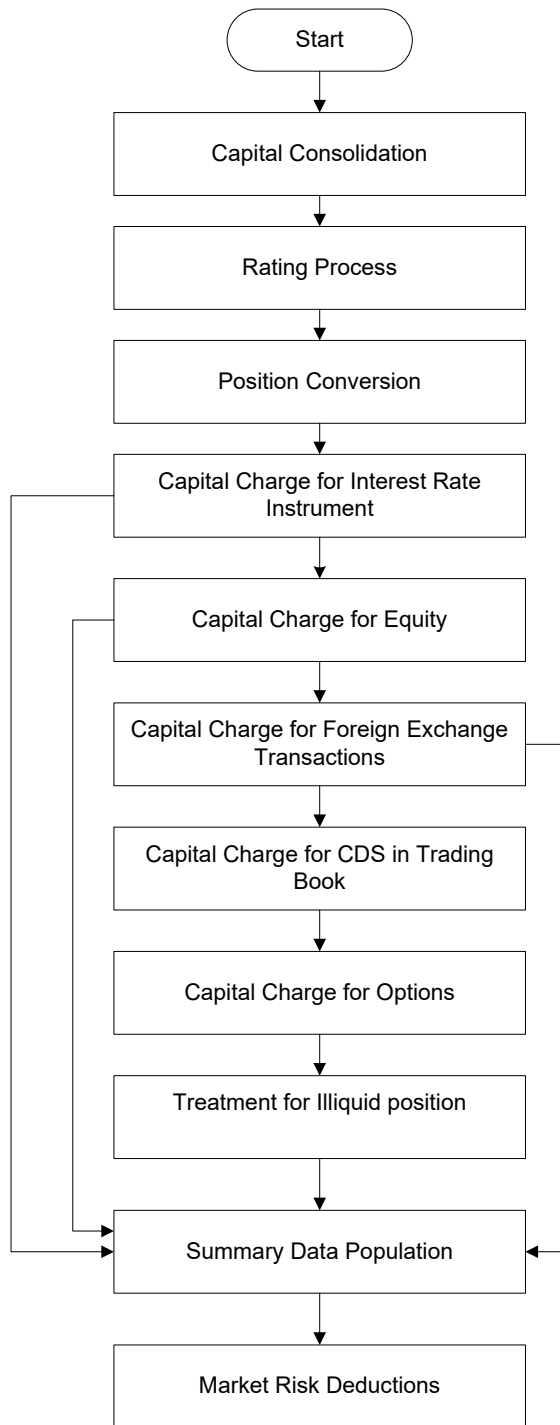 Start
Capital Consolidation
Rating Process
Position Conversion
Capital Charge for Interest Rate
Instrument
Capital Charge for Equity
Capital Charge for Foreign Exchange
Transactions
Capital Charge for CDS in Trading
Book
Capital Charge for Options
Treatment for Illiquid position
Summary Data Population
Market Risk Deductions